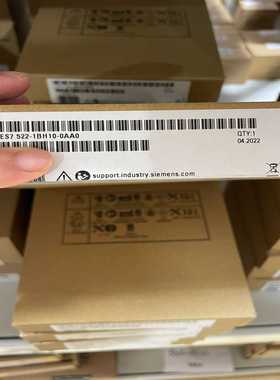 ES7 522-1BH10-0AA0
QTY:1
04.2022
support.industry.siemens.com